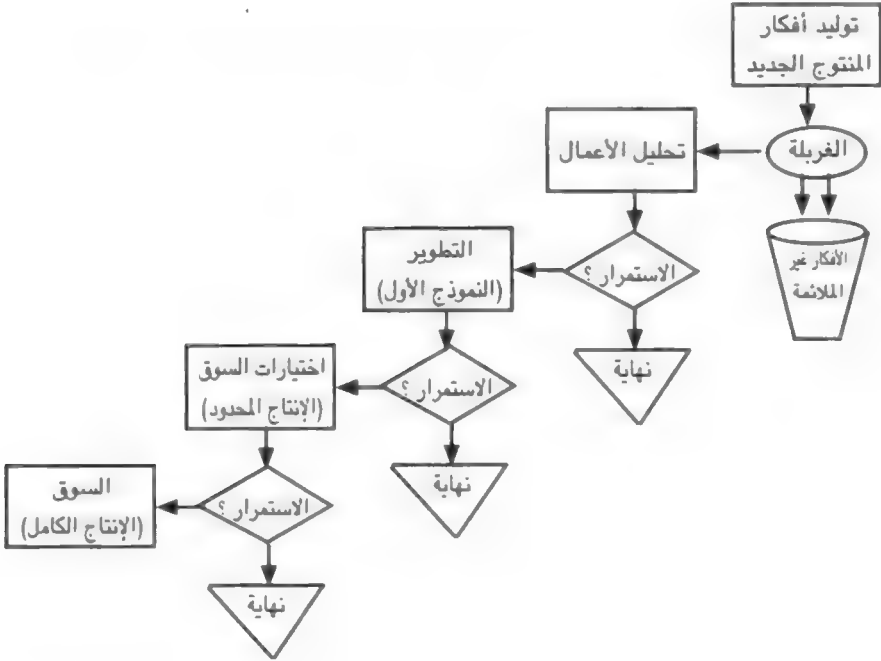 توليد أفكار
المنتوج الجديد
الغربلة
الأفكار غير
الملائمة
تحليل الأعمال
الاستمرار ؟
نهاية
التطوير
(النموذج الأول)
الاستمرار ؟
نهاية
اختيارات السوق
(الإنتاج المحدود)
الاستمرار ؟
نهاية
السوق
(الإنتاج الكامل)